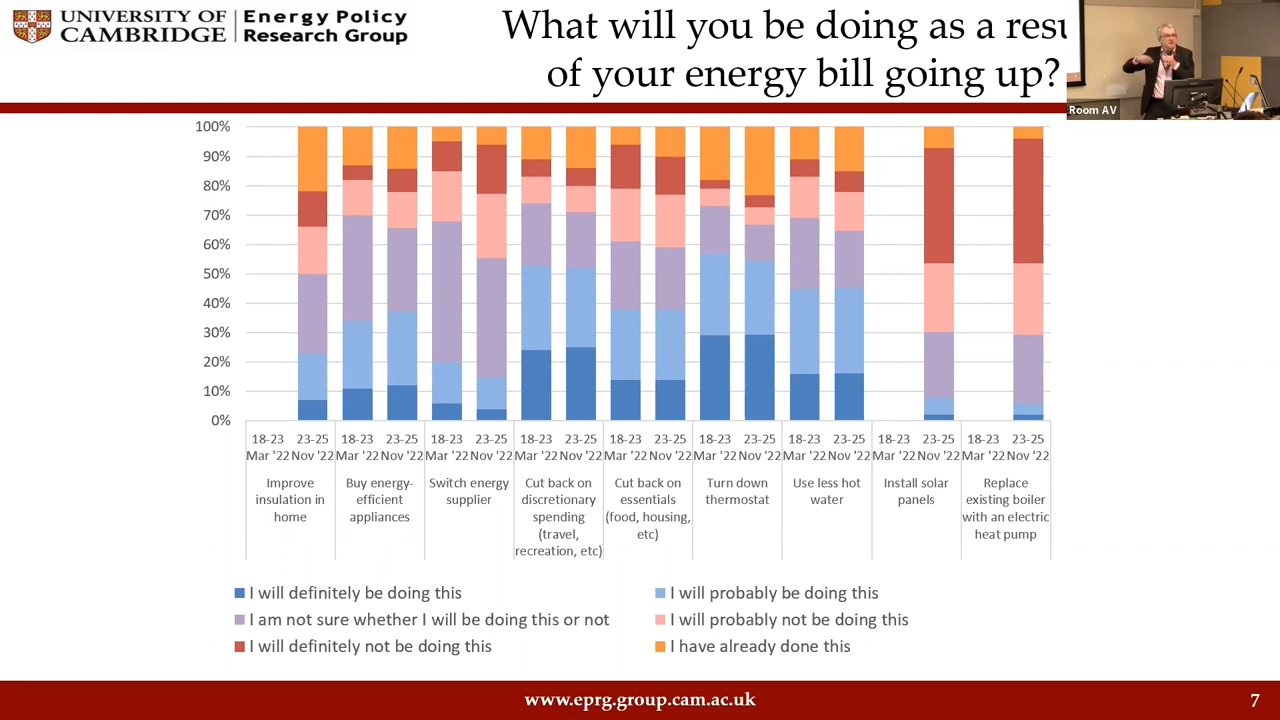 UNIVERSITY OF
CAMBRIDGE
Energy Policy
Research Group
What will you be doing as a resu
of your energy bill going up?
Room AV
100%
90%
80%
70%
60%
50%
40%
30%
20%
10%
0%
18-23 23-25 18-23 23-25 18-23 23-25 18-23 23-25 18-23 23-25 18-23 23-25 18-23 23-25 18-23 23-25 18-23 23-25
Mar '22 Nov '22 Mar '22 Nov '22 Mar '22 Nov '22 Mar '22 Nov '22 Mar '22 Nov '22 Mar '22 Nov '22 Mar '22 Nov '22 Mar '22 Nov '22 Mar '22 Nov '22
Improve
insulation in
home
Buy energy-
efficient
appliances
Switch energy
supplier
Cut back on
discretionary
spending
(travel,
recreation, etc)
Cut back on
essentials
(food, housing,
etc)
Turn down
thermostat
Use less hot
water
Install solar
panels
Replace
existing boiler
with an electric
heat pump
I will definitely be doing this
I will probably be doing this
I am not sure whether I will be doing this or not
I will probably not be doing this
I will definitely not be doing this
I have already done this
www.eprg.group.cam.ac.uk
7